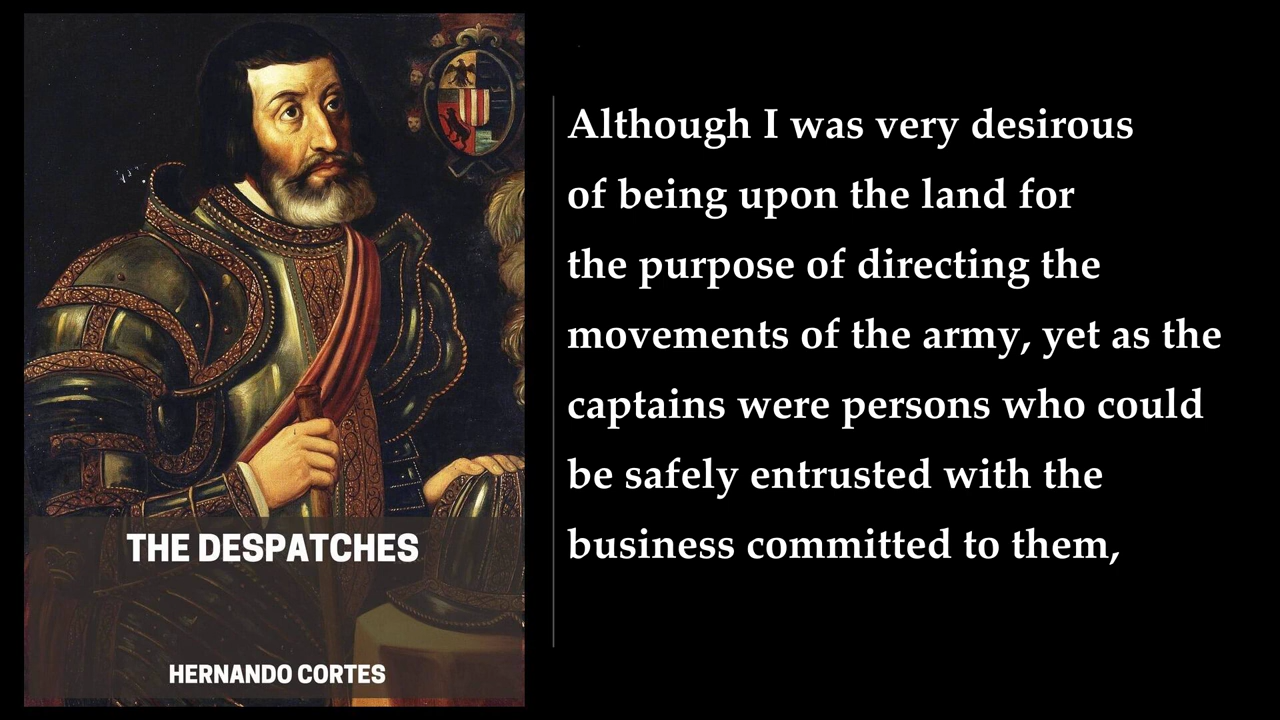 THE DESPATCHES
HERNANDO CORTES
Although I was very desirous
of being upon the land for
the purpose of directing the
movements of the army, yet as the
captains were persons who could
be safely entrusted with the
business committed to them,